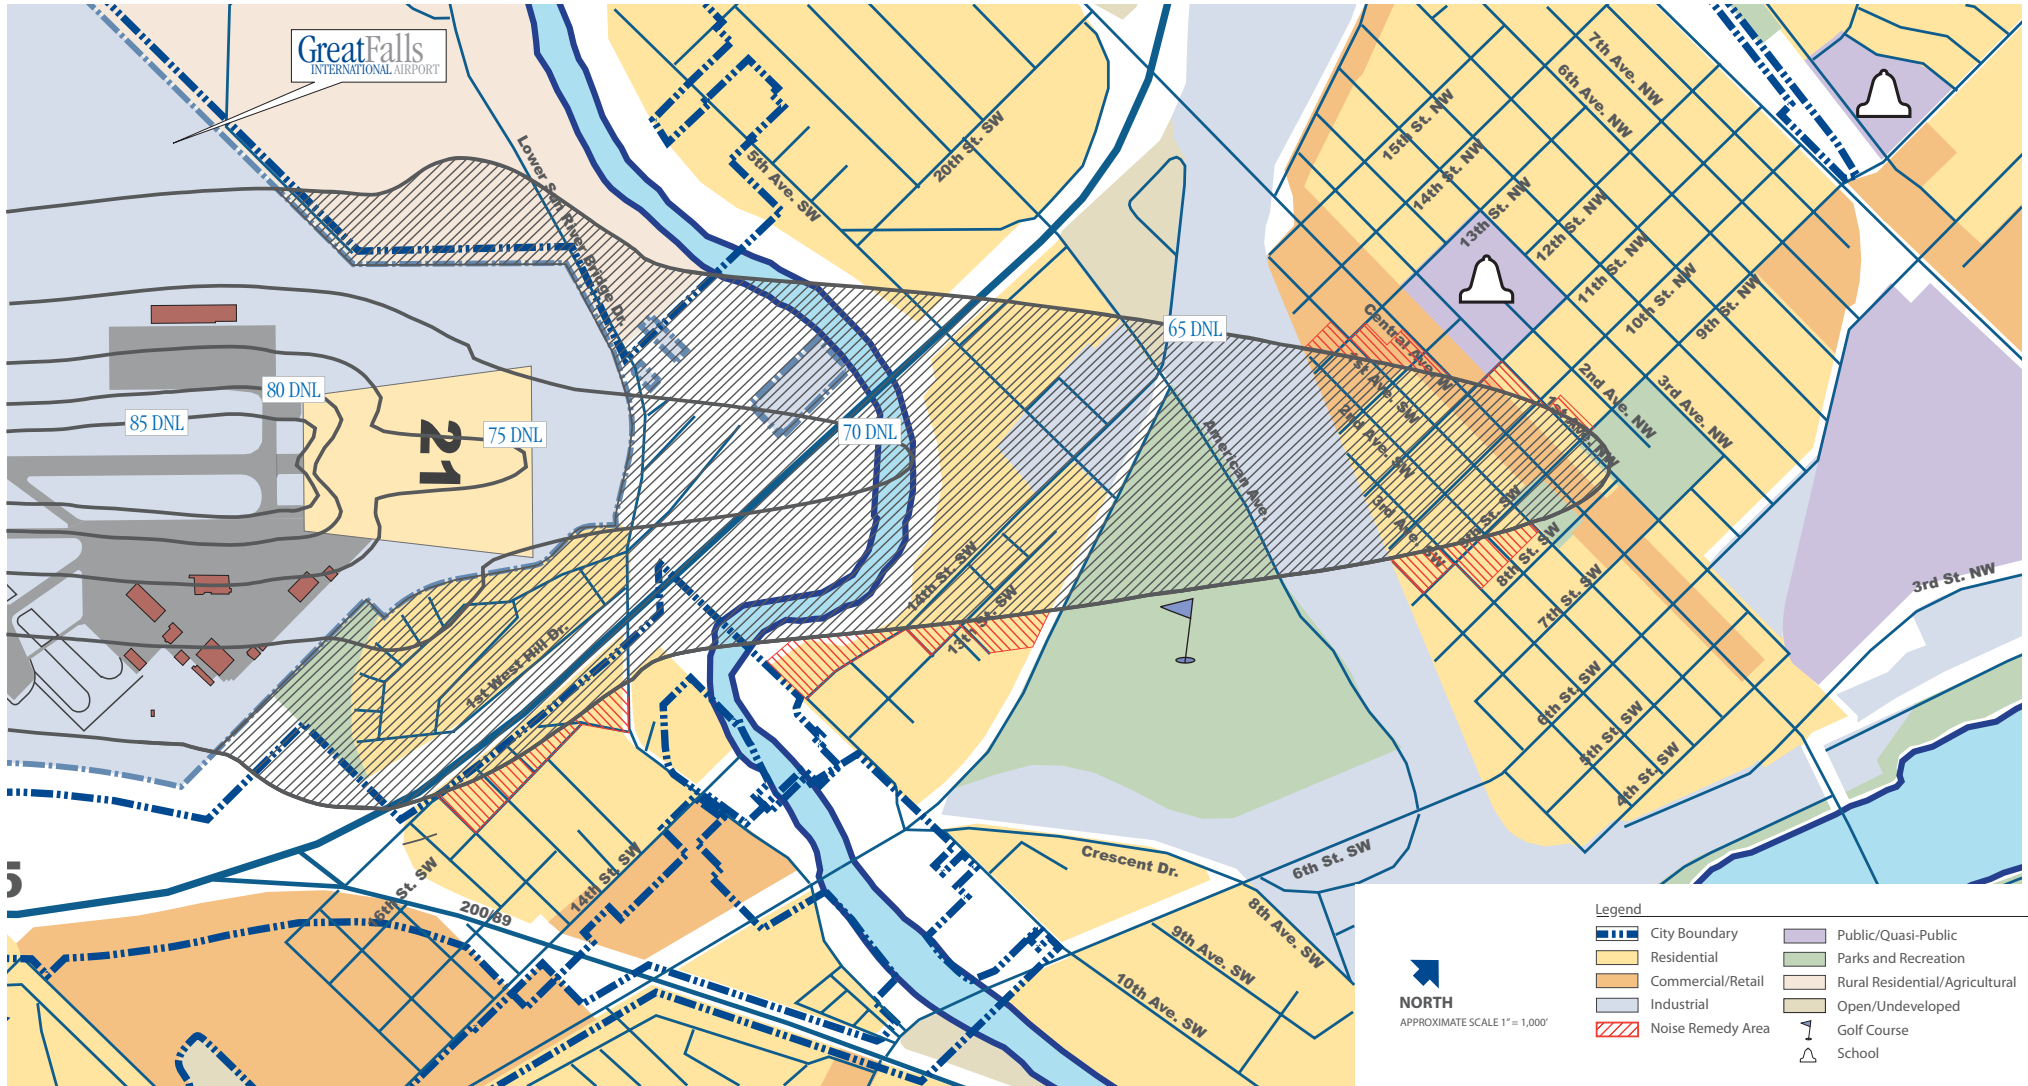 GreatFalls
INTERNATIONAL AIRPORT
Lower Sun River Bridge Dr.
5th Ave. SW
20th St. SW
7th Ave. NW
6th Ave. NW
15th St. NW
14th St. NW
13th St. NW
12th St. NW
11th St. NW
10th St. NW
9th St. NW
65 DNL
Central Ave. W
1st Ave. SW
2nd Ave. SW
3rd Ave. SW
1st Ave. NW
2nd Ave. NW
3rd Ave. NW
80 DNL
85 DNL
21
75 DNL
70 DNL
American Ave.
9th St. SW
8th St. SW
7th St. SW
6th St. SW
5th St. SW
4th St. SW
3rd St. NW
14th St. SW
13th St. SW
1st West Hill Dr.
5
16th St. SW
14th St. SW
200/89
Crescent Dr.
6th St. SW
8th Ave. SW
9th Ave. SW
10th Ave. SW
NORTH
APPROXIMATE SCALE 1" = 1,000'
Legend
City Boundary
Residential
Commercial/Retail
Industrial
Noise Remedy Area
Public/Quasi-Public
Parks and Recreation
Rural Residential/Agricultural
Open/Undeveloped
Golf Course
School